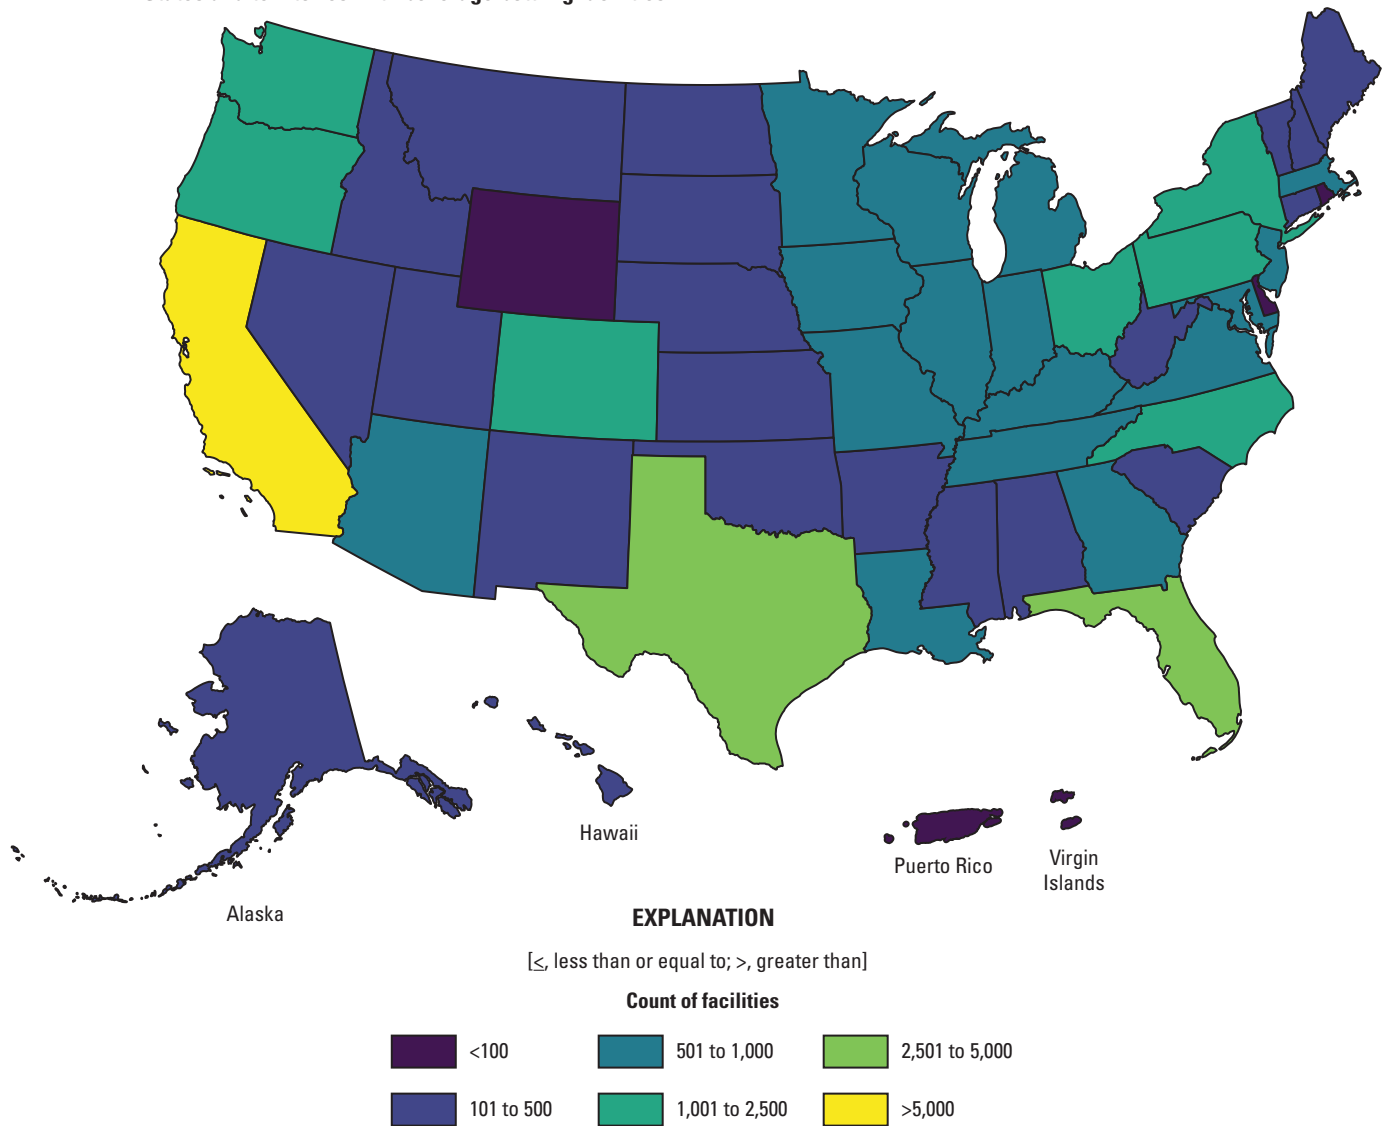 Hawaii
Puerto Rico
Virgin
Islands
Alaska
EXPLANATION
[≤, less than or equal to; >, greater than]
Count of facilities
<100
501 to 1,000
2,501 to 5,000
101 to 500
1,001 to 2,500
>5,000